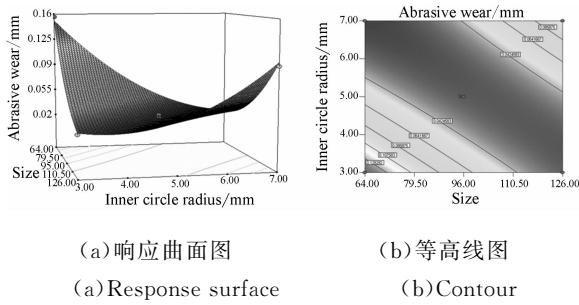 Abrasive wear/mm
0.16
0.13
0.09
0.055
0.02
64.00
79.50
95.00
110.50
126.00
Size
3.00
4.00
5.00
6.00
7.00
Inner circle radius/mm
Abrasive wear/mm
Inner circle radius/mm
7.00
6.00
5.00
4.00
3.00
64.00
79.50
96.00
110.50
126.00
Size
(a)响应曲面图
(b)等高线图
(a)Response surface
(b)Contour